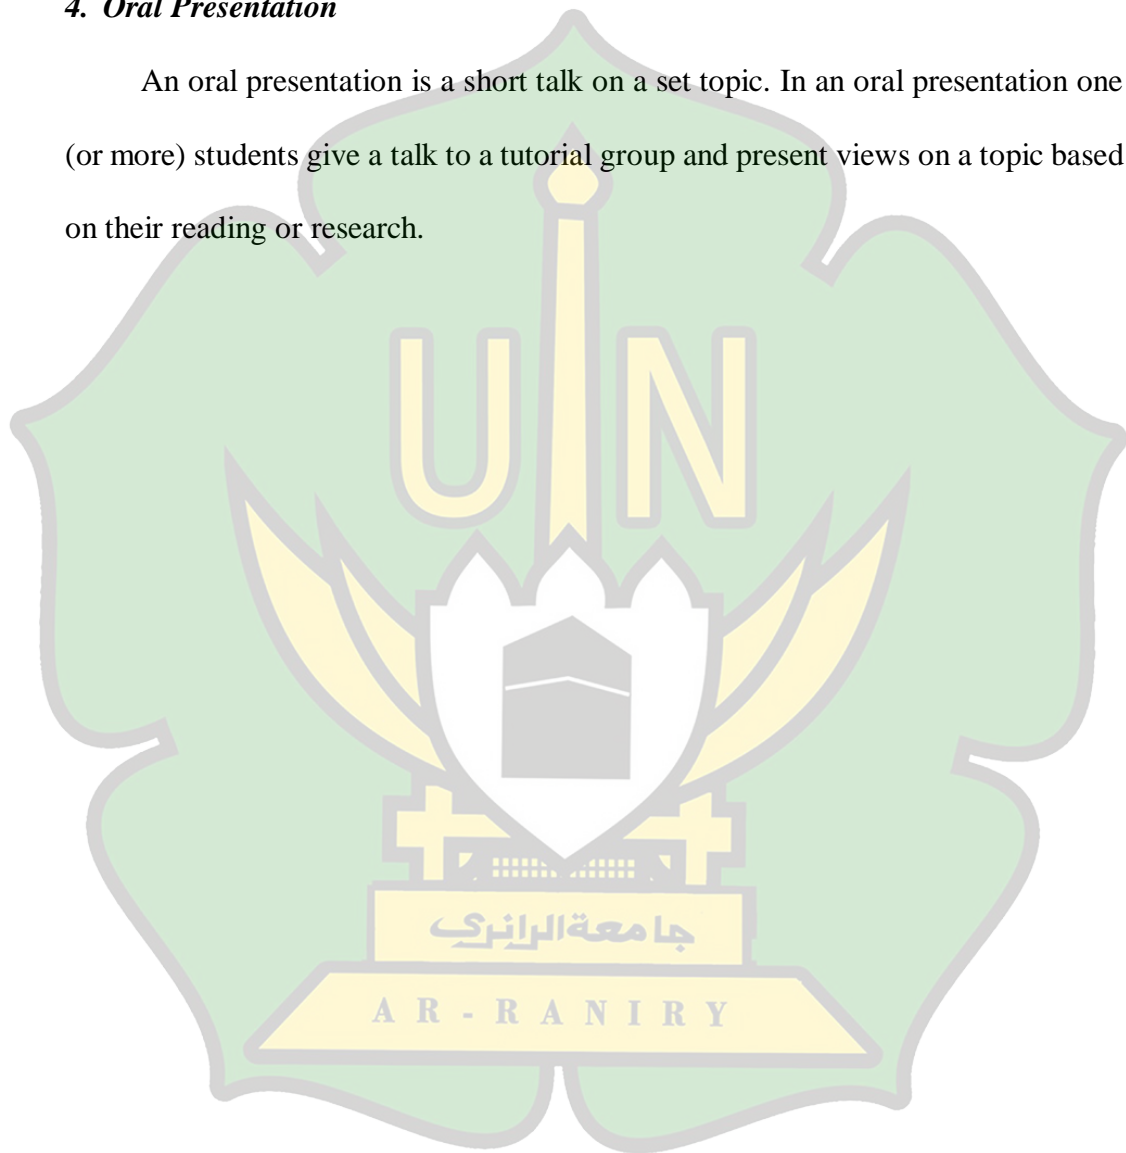 4. Oral Presentation
An oral presentation is a short talk on a set topic. In an oral presentation one
(or more) students give a talk to a tutorial group and present views on a topic based
on their reading or research.
UIN
جامعة الرانري
AR-RANIRY